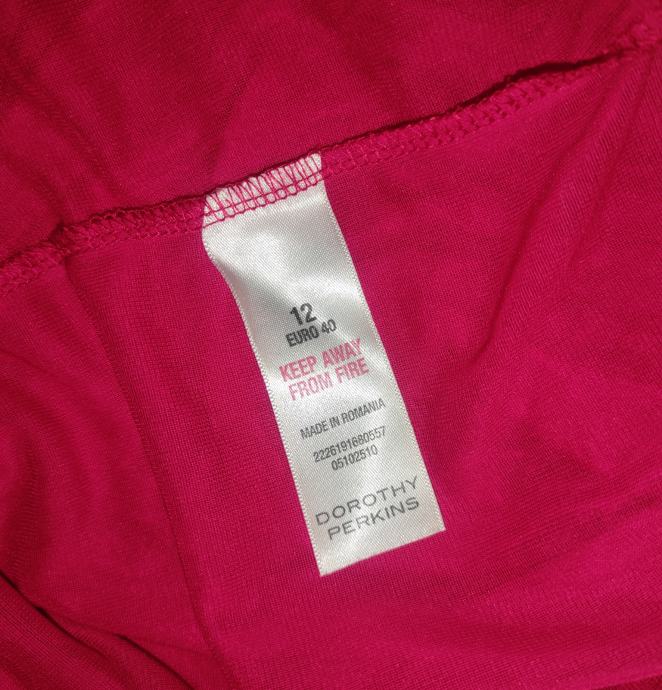 12
EURO 40
KEEP AWAY
FROM FIRE
MADE IN ROMANIA
2226191680557
05102510
DOROTHY
PERKINS